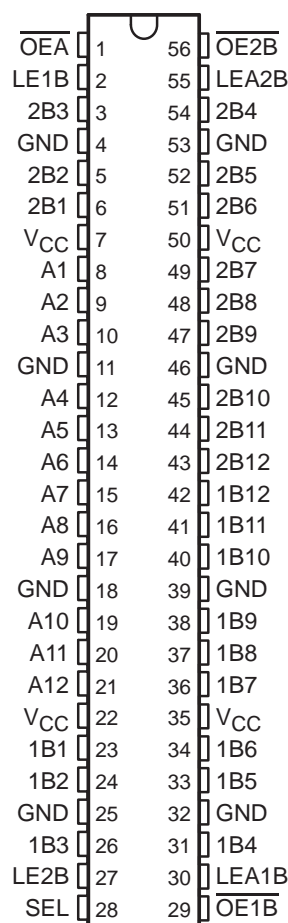 OEA 1 56 OE2B
LE1B 2 55 LEA2B
2B3 3 54 2B4
GND 4 53 GND
2B2 5 52 2B5
2B1 6 51 2B6
VCC 7 50 VCC
A1 8 49 2B7
A2 9 48 2B8
A3 10 47 2B9
GND 11 46 GND
A4 12 45 2B10
A5 13 44 2B11
A6 14 43 2B12
A7 15 42 1B12
A8 16 41 1B11
A9 17 40 1B10
GND 18 39 GND
A10 19 38 1B9
A11 20 37 1B8
A12 21 36 1B7
VCC 22 35 VCC
1B1 23 34 1B6
1B2 24 33 1B5
GND 25 32 GND
1B3 26 31 1B4
LE2B 27 30 LEA1B
SEL 28 29 OE1B